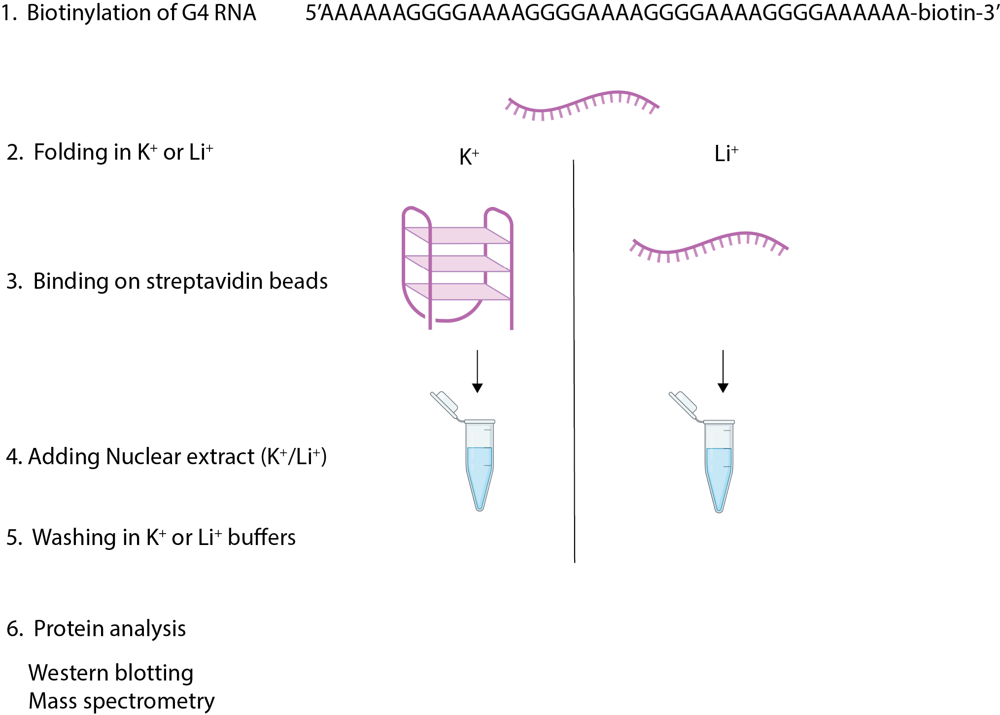 1. Biotinylation of G4 RNA 5’AAAAAAGGGGAAAAGGGGAAAAGGGGAAAAGGGGAAAAAA-biotin-3’
2. Folding in K⁺ or Li⁺
K⁺ Li⁺
3. Binding on streptavidin beads
4. Adding Nuclear extract (K⁺/Li⁺)
5. Washing in K⁺ or Li⁺ buffers
6. Protein analysis
Western blotting
Mass spectrometry